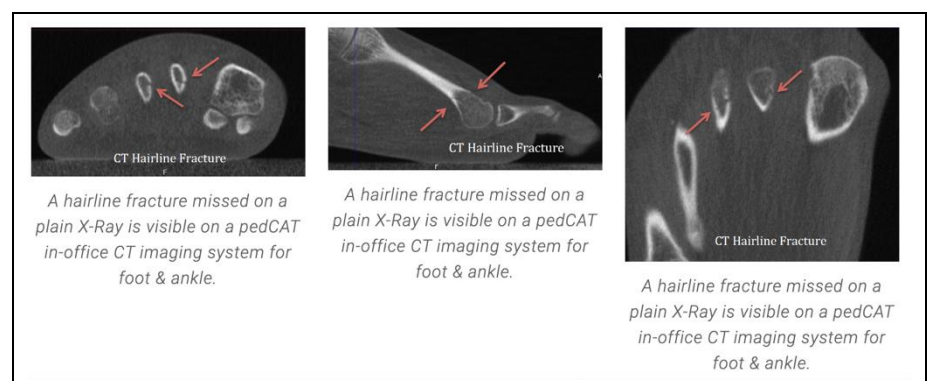 CT Hairline Fracture
F
A hairline fracture missed on a
plain X-Ray is visible on a pedCAT
in-office CT imaging system for
foot & ankle.
A
CT Hairline Fracture
F
A hairline fracture missed on a
plain X-Ray is visible on a pedCAT
in-office CT imaging system for
foot & ankle.
CT Hairline Fracture
A hairline fracture missed on a
plain X-Ray is visible on a pedCAT
in-office CT imaging system for
foot & ankle.